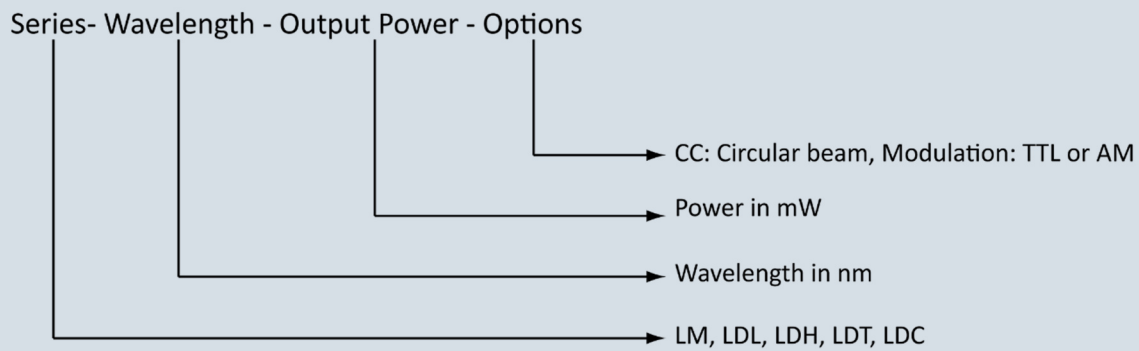 Series- Wavelength - Output Power - Options
CC: Circular beam, Modulation: TTL or AM
Power in mW
Wavelength in nm
LM, LDL, LDH, LDT, LDC